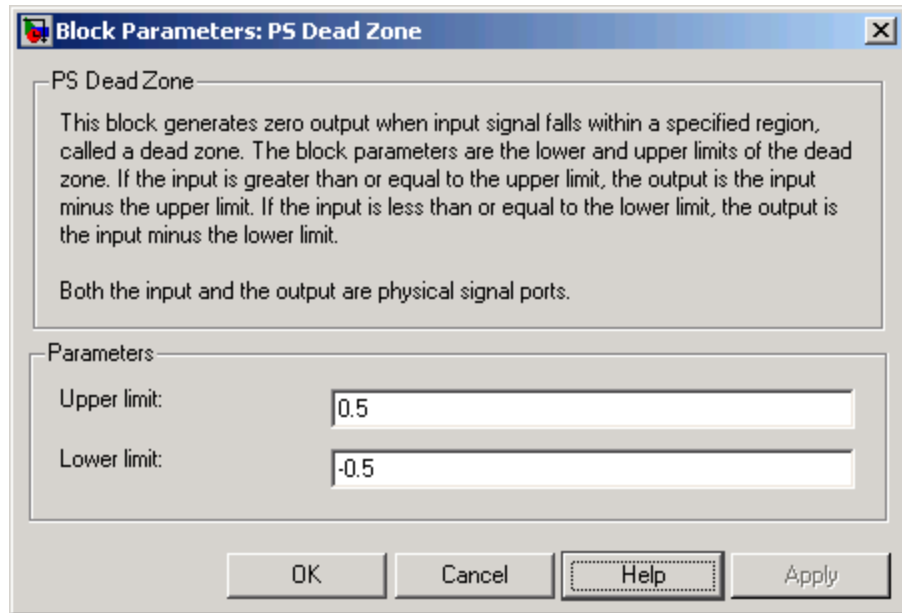 Block Parameters: PS Dead Zone
PS Dead Zone
This block generates zero output when input signal falls within a specified region,
called a dead zone. The block parameters are the lower and upper limits of the dead
zone. If the input is greater than or equal to the upper limit, the output is the input
minus the upper limit. If the input is less than or equal to the lower limit, the output is
the input minus the lower limit.
Both the input and the output are physical signal ports.
Parameters
Upper limit: 0.5
Lower limit: -0.5
OK Cancel Help Apply